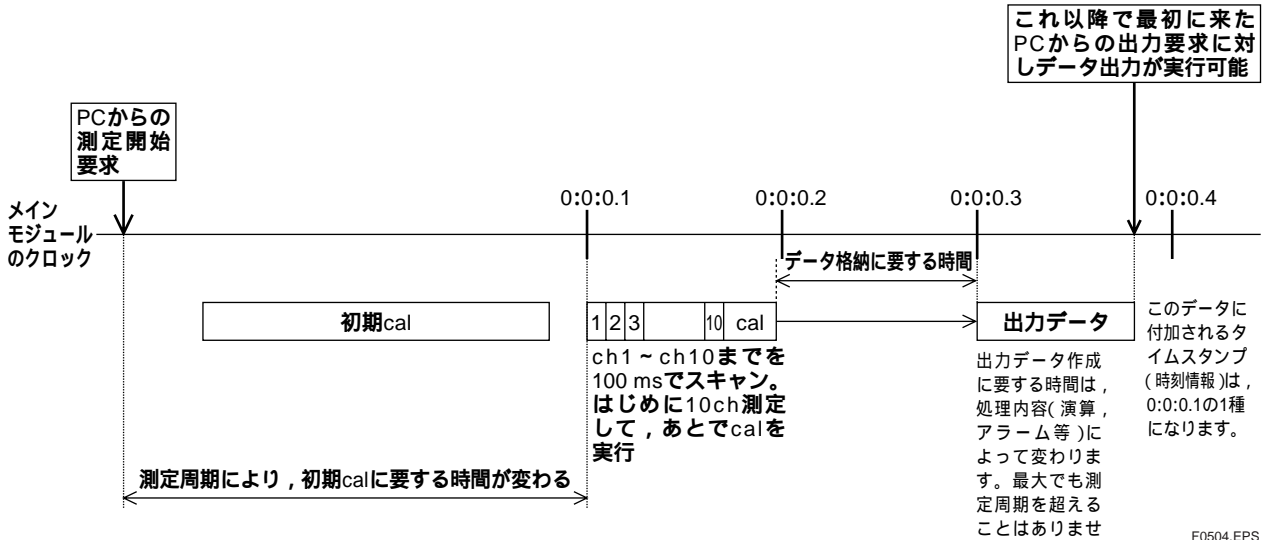 これ以降で最初に来た
PCからの出力要求に対
しデータ出力が実行可能
PCからの
測定開始
要求
メイン
モジュール
のクロック
0:0:0.1
0:0:0.2
0:0:0.3
0:0:0.4
データ格納に要する時間
初期cal
1 2 3 10 cal
出力データ
ch1~ch10までを
100 msでスキャン。
はじめに10ch測定
して，あとでcalを
実行
出力データ作成
に要する時間は，
処理内容(演算，
アラーム等)に
よって変わりま
す。最大でも測
定周期を超える
ことはありませ
このデータに
付加されるタ
イムスタンプ
(時刻情報)は，
0:0:0.1の1種
になります。
測定周期により，初期calに要する時間が変わる
F0504.EPS